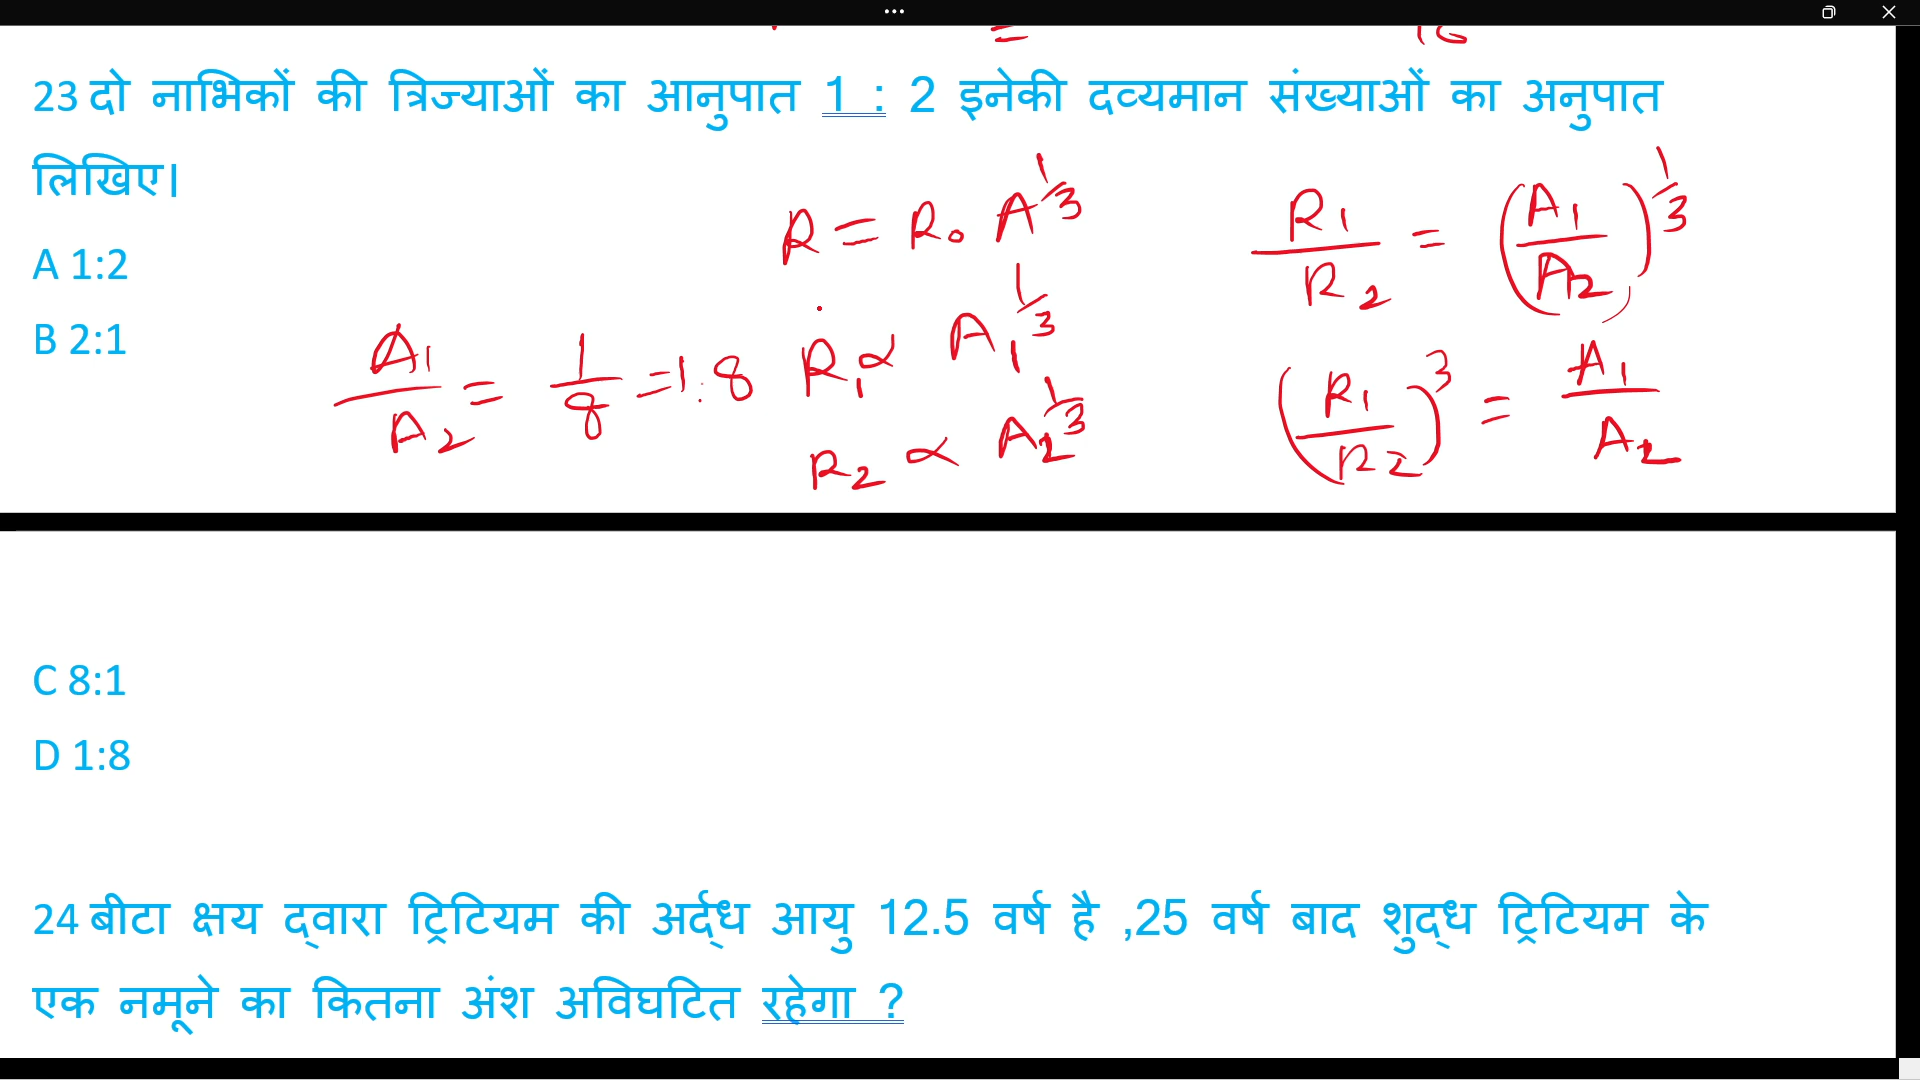 23 दो नाभिकों की त्रिज्याओं का आनुपात 1 : 2 इनेकी दव्यमान संख्याओं का अनुपात
लिखिए।
R = R₀ A^1/3
R1/R2 = (A1/A2)^1/3
A 1:2
B 2:1
A1/A2 = 1/8 = 1:8
R1 ∝ A1^1/3
R2 ∝ A2^1/3
(R1/R2)^3 = A1/A2
C 8:1
D 1:8
24 बीटा क्षय द्वारा ट्रिटियम की अर्द्ध आयु 12.5 वर्ष है ,25 वर्ष बाद शुद्ध ट्रिटियम के
एक नमूने का कितना अंश अविघटित रहेगा ?